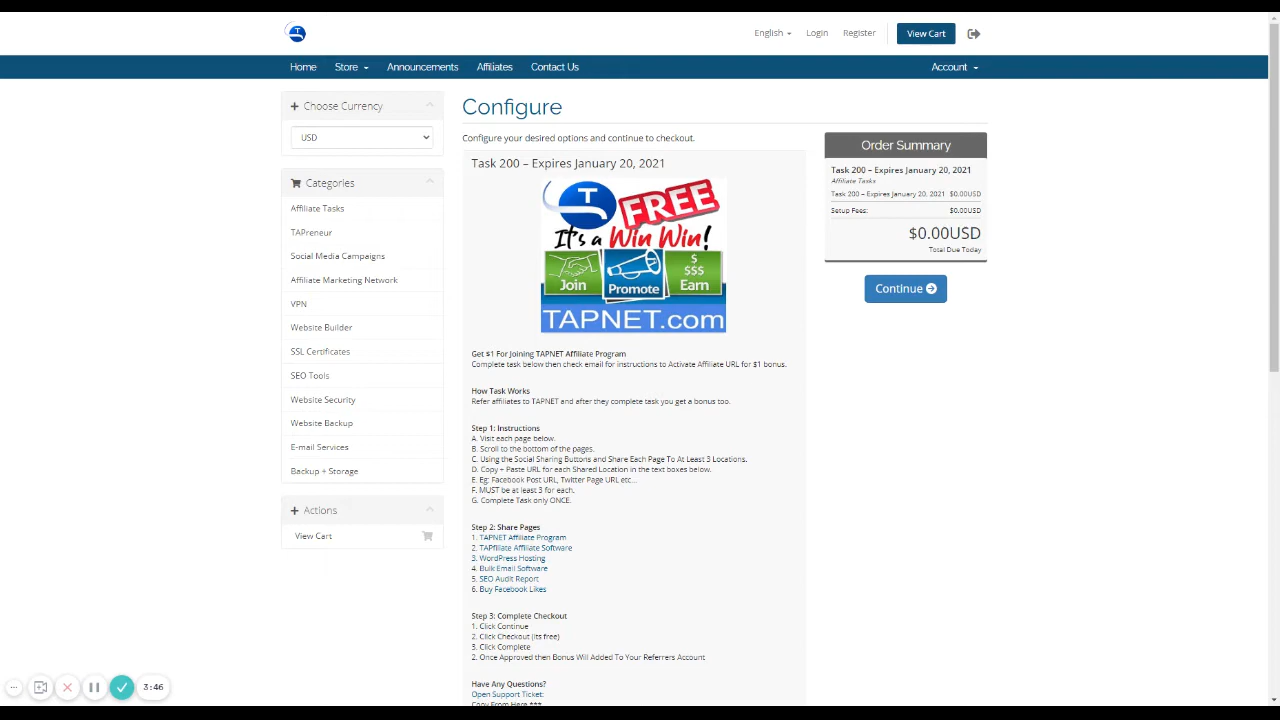 T
English
Login
Register
View Cart
Home
Store
Announcements
Affiliates
Contact Us
Account
Choose Currency
USD
Categories
Affiliate Tasks
TAPreneur
Social Media Campaigns
Affiliate Marketing Network
VPN
Website Builder
SSL Certificates
SEO Tools
Website Security
Website Backup
E-mail Services
Backup + Storage
Actions
View Cart
Configure
Configure your desired options and continue to checkout.
Task 200 – Expires January 20, 2021
T FREE
It's a Win Win!
$
$$$
Join Promote Earn
TAPNET.com
Get $1 For Joining TAPNET Affiliate Program
Complete task below then check email for instructions to Activate Affiliate URL for $1 bonus.
How Task Works
Refer affiliates to TAPNET and after they complete task you get a bonus too.
Step 1: Instructions
A. Visit each page below.
B. Scroll to the bottom of the pages.
C. Using the Social Sharing Buttons and Share Each Page To At Least 3 Locations.
D. Copy + Paste URL for each Shared Location in the text boxes below.
E. Eg: Facebook Post URL, Twitter Page URL etc...
F. MUST be at least 3 for each.
G. Complete Task only ONCE.
Step 2: Share Pages
1. TAPNET Affiliate Program
2. TAPfiliate Affiliate Software
3. WordPress Hosting
4. Bulk Email Software
5. SEO Audit Report
6. Buy Facebook Likes
Step 3: Complete Checkout
1. Click Continue
2. Click Checkout (its free)
3. Click Complete
2. Once Approved then Bonus Will Added To Your Referrers Account
Have Any Questions?
Open Support Ticket:
Copy From Here ***
Order Summary
Task 200 – Expires January 20, 2021
Affiliate Tasks
Task 200 – Expires January 20, 2021 $0.00USD
Setup Fees: $0.00USD
$0.00USD
Total Due Today
Continue
3:46